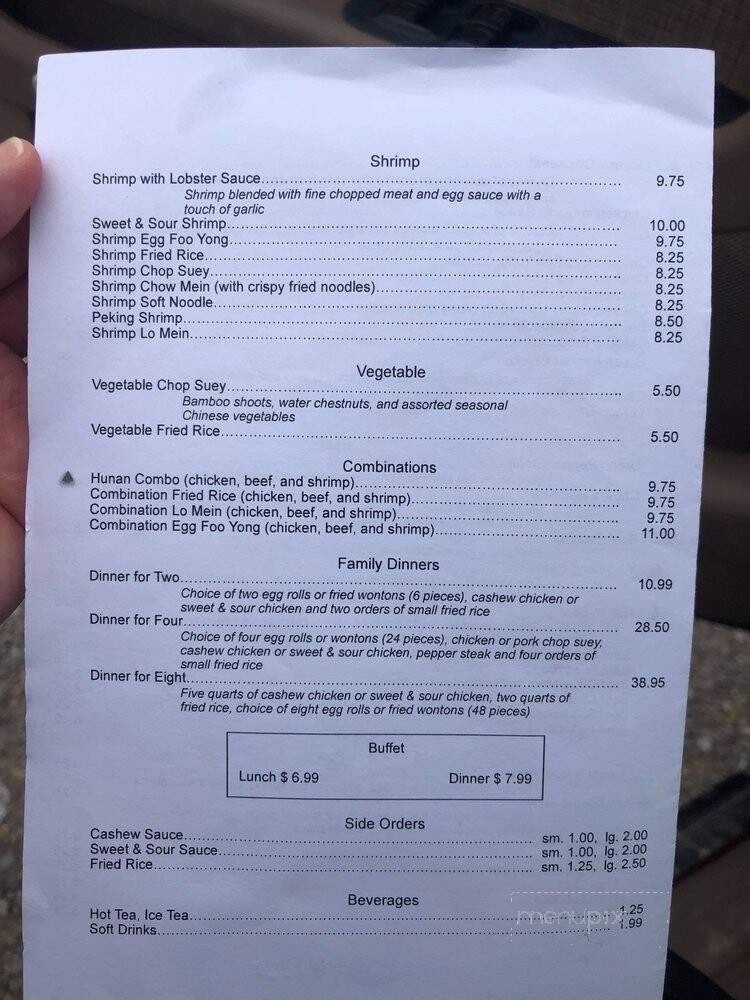 Shrimp
Shrimp with Lobster Sauce 9.75
Shrimp blended with fine chopped meat and egg sauce with a
touch of garlic
Sweet & Sour Shrimp 10.00
Shrimp Egg Foo Yong 9.75
Shrimp Fried Rice 8.25
Shrimp Chop Suey 8.25
Shrimp Chow Mein (with crispy fried noodles) 8.25
Shrimp Soft Noodle 8.25
Peking Shrimp 8.50
Shrimp Lo Mein 8.25
Vegetable
Vegetable Chop Suey 5.50
Bamboo shoots, water chestnuts, and assorted seasonal
Chinese vegetables
Vegetable Fried Rice 5.50
Combinations
Hunan Combo (chicken, beef, and shrimp) 9.75
Combination Fried Rice (chicken, beef, and shrimp) 9.75
Combination Lo Mein (chicken, beef, and shrimp) 9.75
Combination Egg Foo Yong (chicken, beef, and shrimp) 11.00
Family Dinners
Dinner for Two 10.99
Choice of two egg rolls or fried wontons (6 pieces), cashew chicken or
sweet & sour chicken and two orders of small fried rice
Dinner for Four 28.50
Choice of four egg rolls or wontons (24 pieces), chicken or pork chop suey,
cashew chicken or sweet & sour chicken, pepper steak and four orders of
small fried rice
Dinner for Eight 38.95
Five quarts of cashew chicken or sweet & sour chicken, two quarts of
fried rice, choice of eight egg rolls or fried wontons (48 pieces)
Buffet
Lunch $ 6.99 Dinner $ 7.99
Side Orders
Cashew Sauce sm. 1.00, lg. 2.00
Sweet & Sour Sauce sm. 1.00, lg. 2.00
Fried Rice sm. 1.25, lg. 2.50
Beverages
Hot Tea, Ice Tea 1.25
Soft Drinks 1.99
menupix